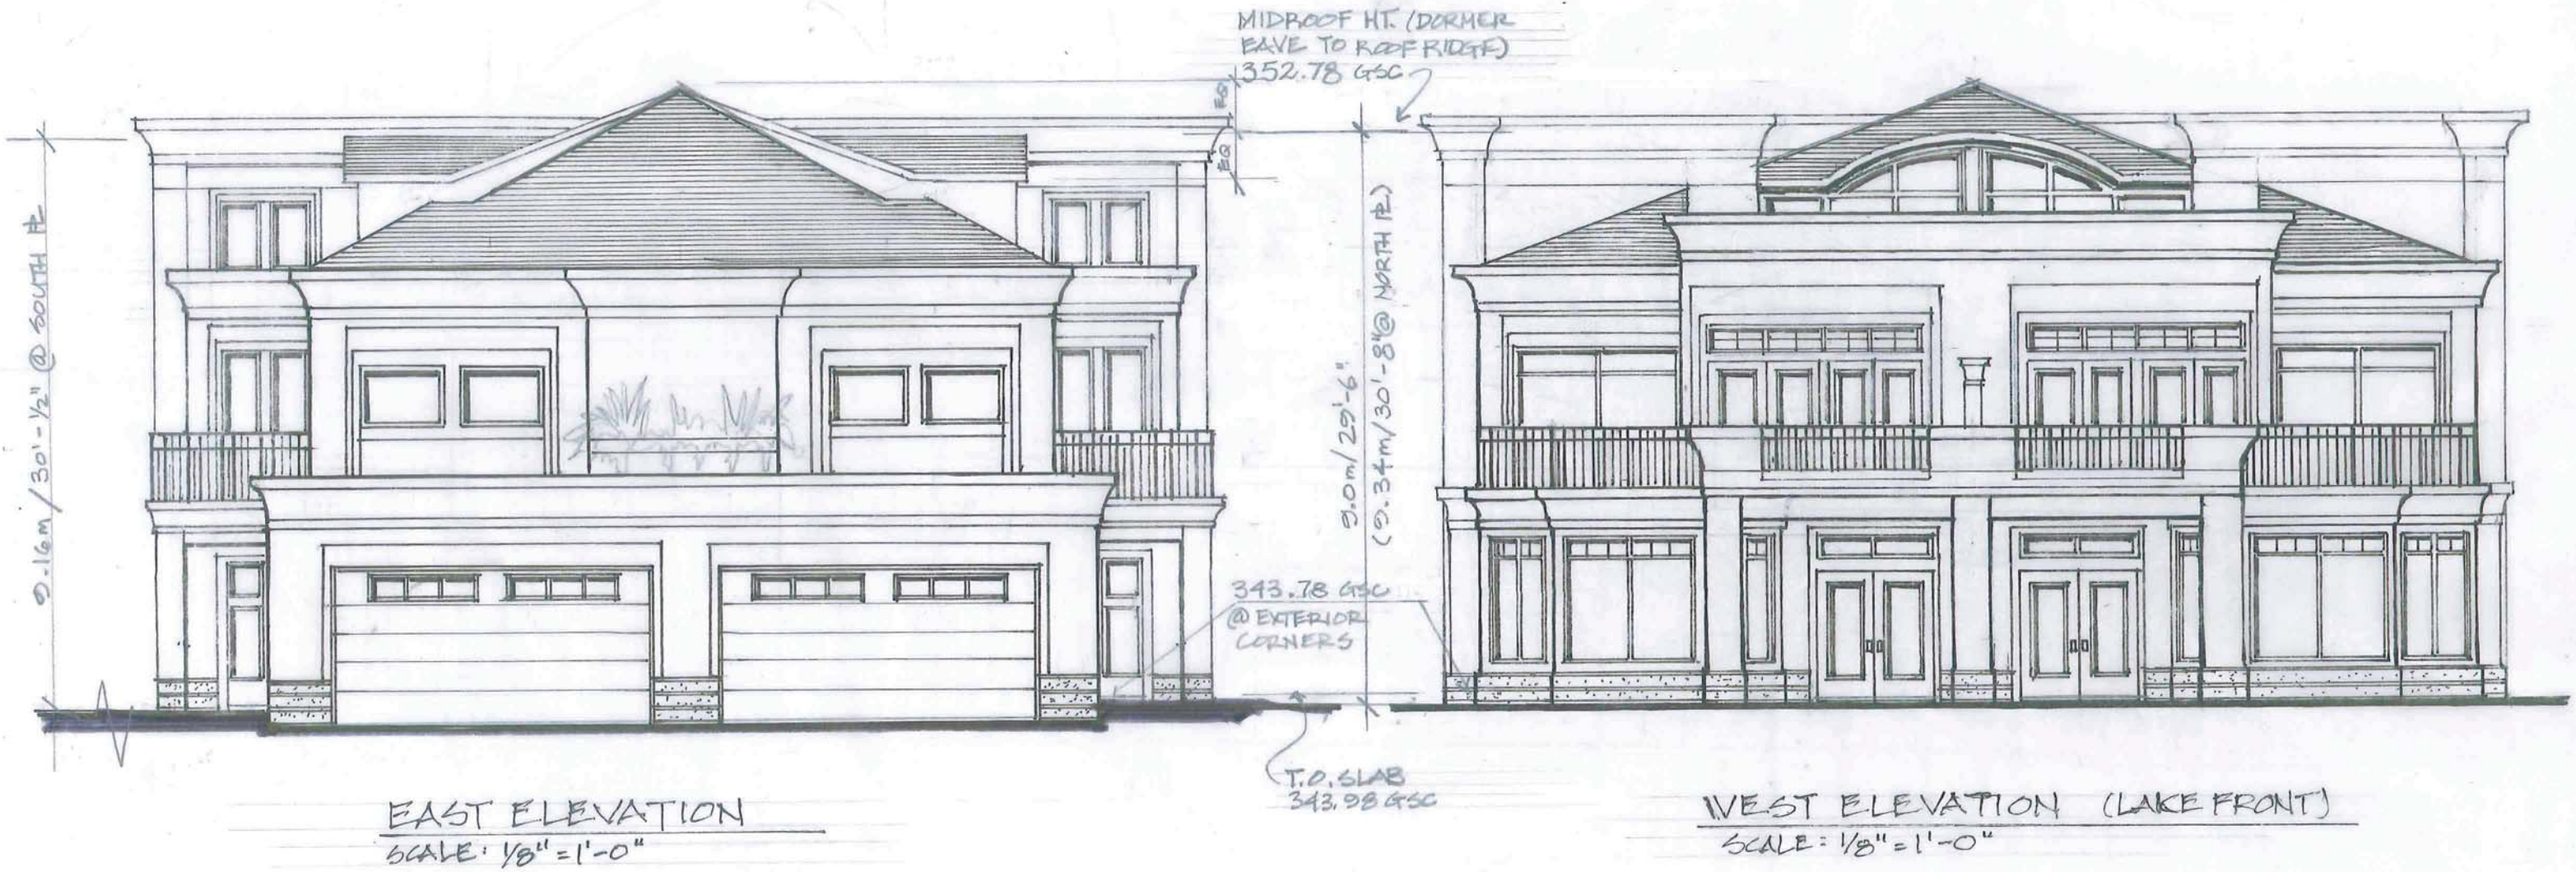 MIDROOF HT. (DORMER
EAVE TO ROOF RIDGE)
352.78 GSC
EQ
EQ
9.16m / 30'-1/2" @ SOUTH PL
9.0m / 29'-6"
(9.34m / 30'-8" @ NORTH PL)
343.78 GSC
@ EXTERIOR
CORNERS
T.O. SLAB
343.98 GSC
EAST ELEVATION
SCALE: 1/8" = 1'-0"
WEST ELEVATION (LAKE FRONT)
SCALE: 1/8" = 1'-0"